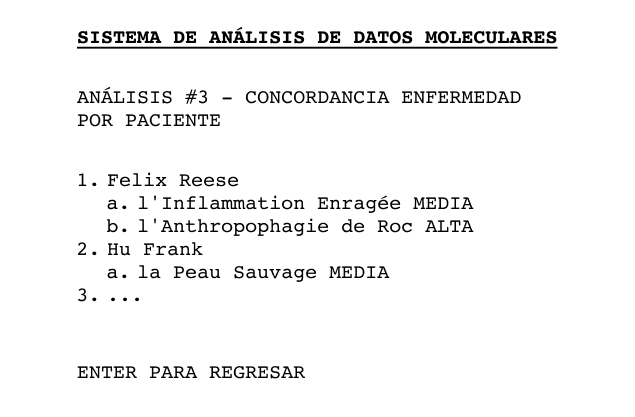 SISTEMA DE ANÁLISIS DE DATOS MOLECULARES
ANÁLISIS #3 – CONCORDANCIA ENFERMEDAD
POR PACIENTE
1. Felix Reese
a. l'Inflammation Enragée MEDIA
b. l'Anthropophagie de Roc ALTA
2. Hu Frank
a. la Peau Sauvage MEDIA
3. ...
ENTER PARA REGRESAR